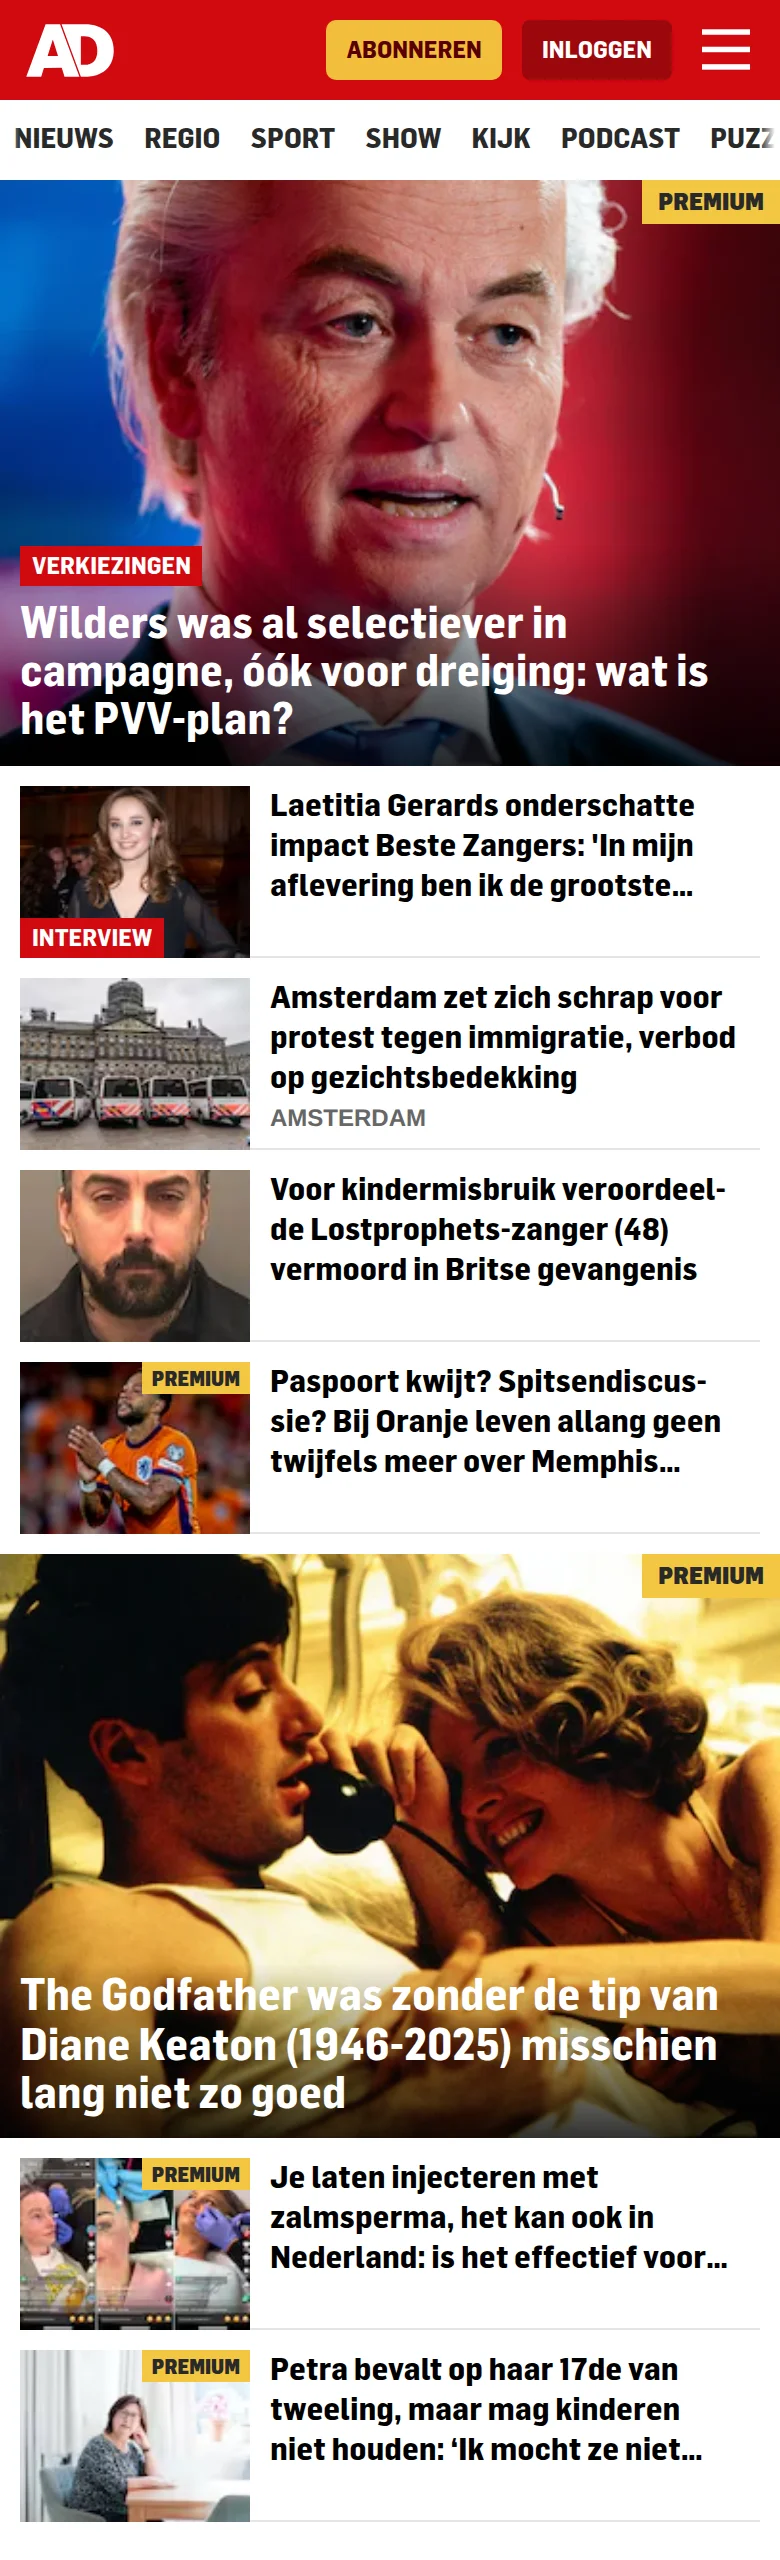 AD
ABONNEREN
INLOGGEN
NIEUWS REGIO SPORT SHOW KIJK PODCAST PUZZ
PREMIUM
VERKIEZINGEN
Wilders was al selectiever in
campagne, óók voor dreiging: wat is
het PVV-plan?
INTERVIEW
Laetitia Gerards onderschatte
impact Beste Zangers: 'In mijn
aflevering ben ik de grootste...
Amsterdam zet zich schrap voor
protest tegen immigratie, verbod
op gezichtsbedekking
AMSTERDAM
Voor kindermisbruik veroordeel-
de Lostprophets-zanger (48)
vermoord in Britse gevangenis
PREMIUM
Paspoort kwijt? Spitsendiscus-
sie? Bij Oranje leven allang geen
twijfels meer over Memphis...
PREMIUM
The Godfather was zonder de tip van
Diane Keaton (1946-2025) misschien
lang niet zo goed
PREMIUM
Je laten injecteren met
zalmsperma, het kan ook in
Nederland: is het effectief voor...
PREMIUM
Petra bevalt op haar 17de van
tweeling, maar mag kinderen
niet houden: ‘Ik mocht ze niet...